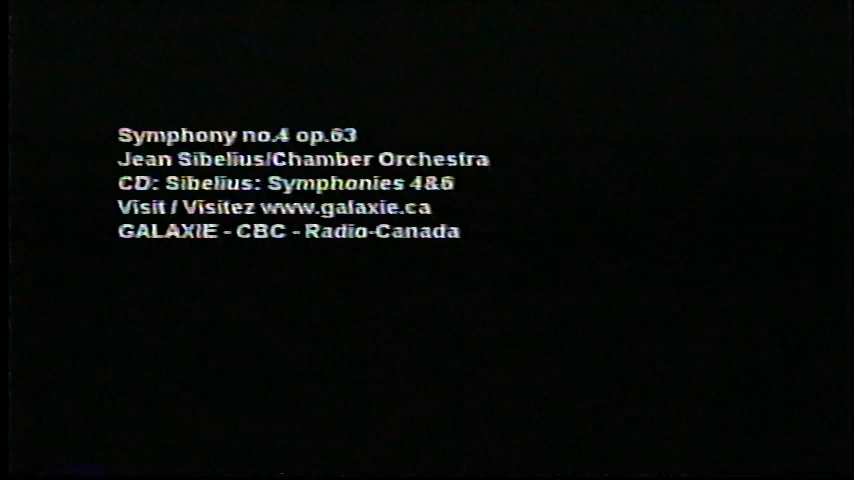 Symphony no.4 op.63
Jean Sibelius/Chamber Orchestra
CD: Sibelius: Symphonies 4&6
Visit / Visitez www.galaxie.ca
GALAXIE - CBC - Radio-Canada